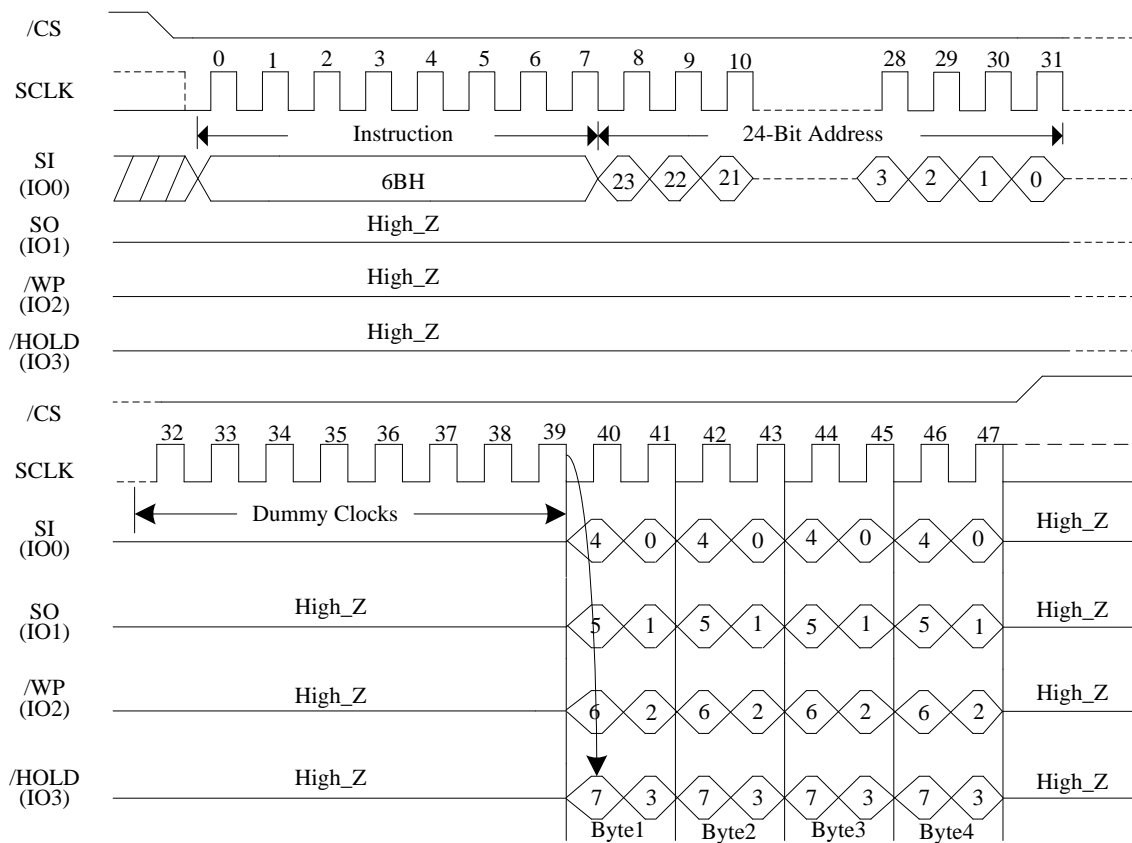 /CS
0 1 2 3 4 5 6 7 8 9 10 28 29 30 31
SCLK
Instruction 24-Bit Address
SI
(IO0)
6BH 23 22 21 3 2 1 0
SO
(IO1)
High_Z
/WP
(IO2)
High_Z
/HOLD
(IO3)
High_Z
/CS
32 33 34 35 36 37 38 39 40 41 42 43 44 45 46 47
SCLK
Dummy Clocks
SI
(IO0)
4 0 4 0 4 0 4 0 High_Z
SO
(IO1)
High_Z 5 1 5 1 5 1 5 1 High_Z
/WP
(IO2)
High_Z 6 2 6 2 6 2 6 2 High_Z
/HOLD
(IO3)
High_Z 7 3 7 3 7 3 7 3 High_Z
Byte1 Byte2 Byte3 Byte4